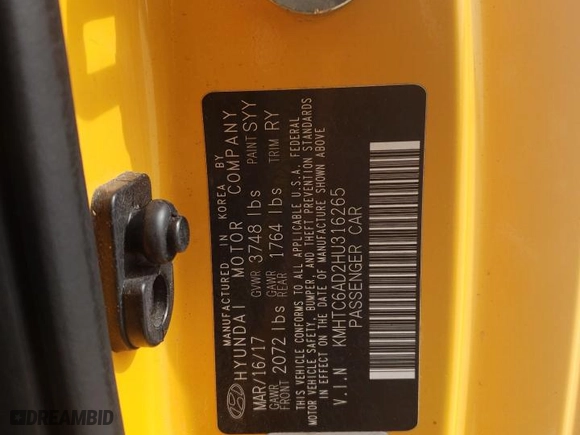 MANUFACTURED IN KOREA BY
HYUNDAI MOTOR COMPANY
MAR/16/17 GVWR 3748 lbs PAINT SYY
GAWR FRONT 2072 lbs GAWR REAR 1764 lbs TRIM RY
THIS VEHICLE CONFORMS TO ALL APPLICABLE U.S.A. FEDERAL
MOTOR VEHICLE SAFETY, BUMPER, AND THEFT PREVENTION STANDARDS
IN EFFECT ON THE DATE OF MANUFACTURE SHOWN ABOVE
V.I.N KMHTC6AD2HU316265
PASSENGER CAR
DREAMBID